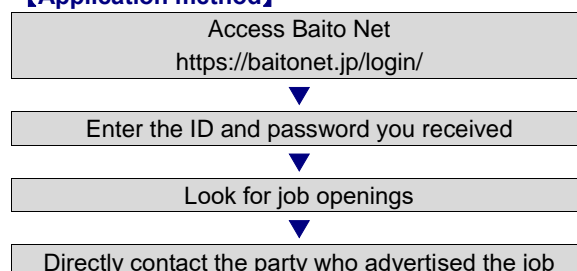 【Application method】
Access Baito Net
https://baitonet.jp/login/
▼
Enter the ID and password you received
▼
Look for job openings
▼
Directly contact the party who advertised the job